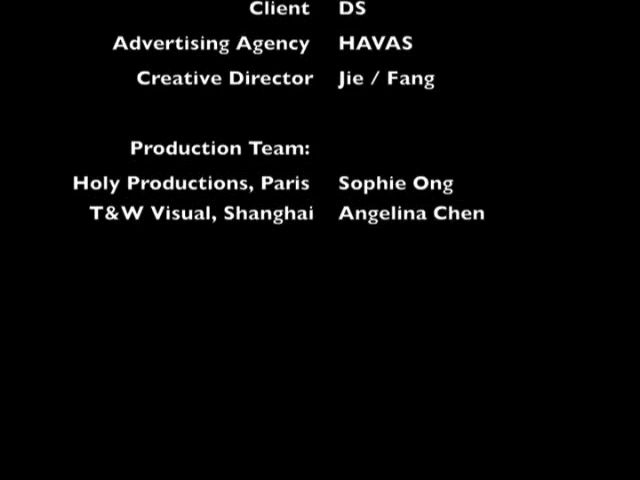 Client DS
Advertising Agency HAVAS
Creative Director Jie / Fang
Production Team:
Holy Productions, Paris Sophie Ong
T&W Visual, Shanghai Angelina Chen